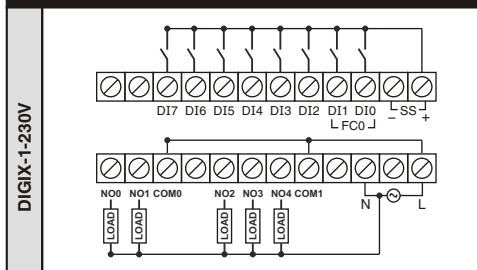 DIGIX-1-230V
DI7 DI6 DI5 DI4 DI3 DI2 DI1 DI0 SS
FC0 - +
NO0 NO1 COM0 NO2 NO3 NO4 COM1 N ~ L
LOAD LOAD LOAD LOAD LOAD